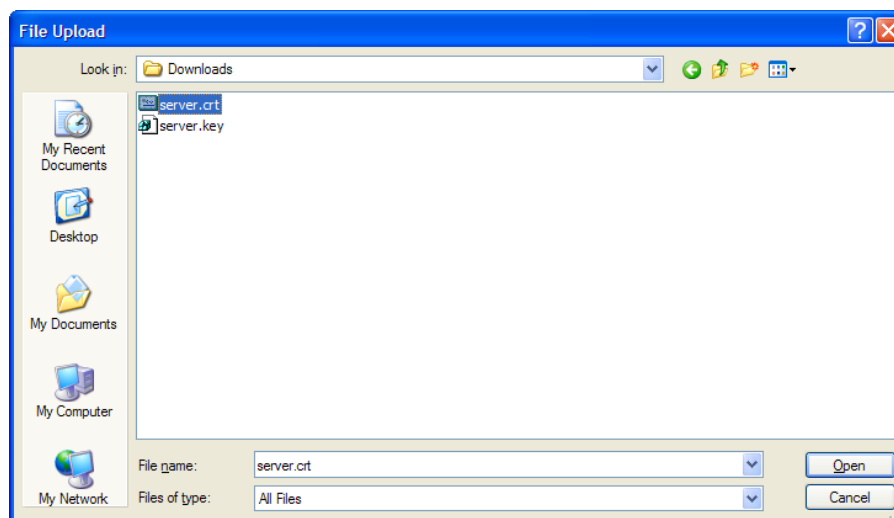 File Upload
Look in:
Downloads
server.crt
server.key
My Recent
Documents
Desktop
My Documents
My Computer
My Network
File name:
server.crt
Open
Files of type:
All Files
Cancel